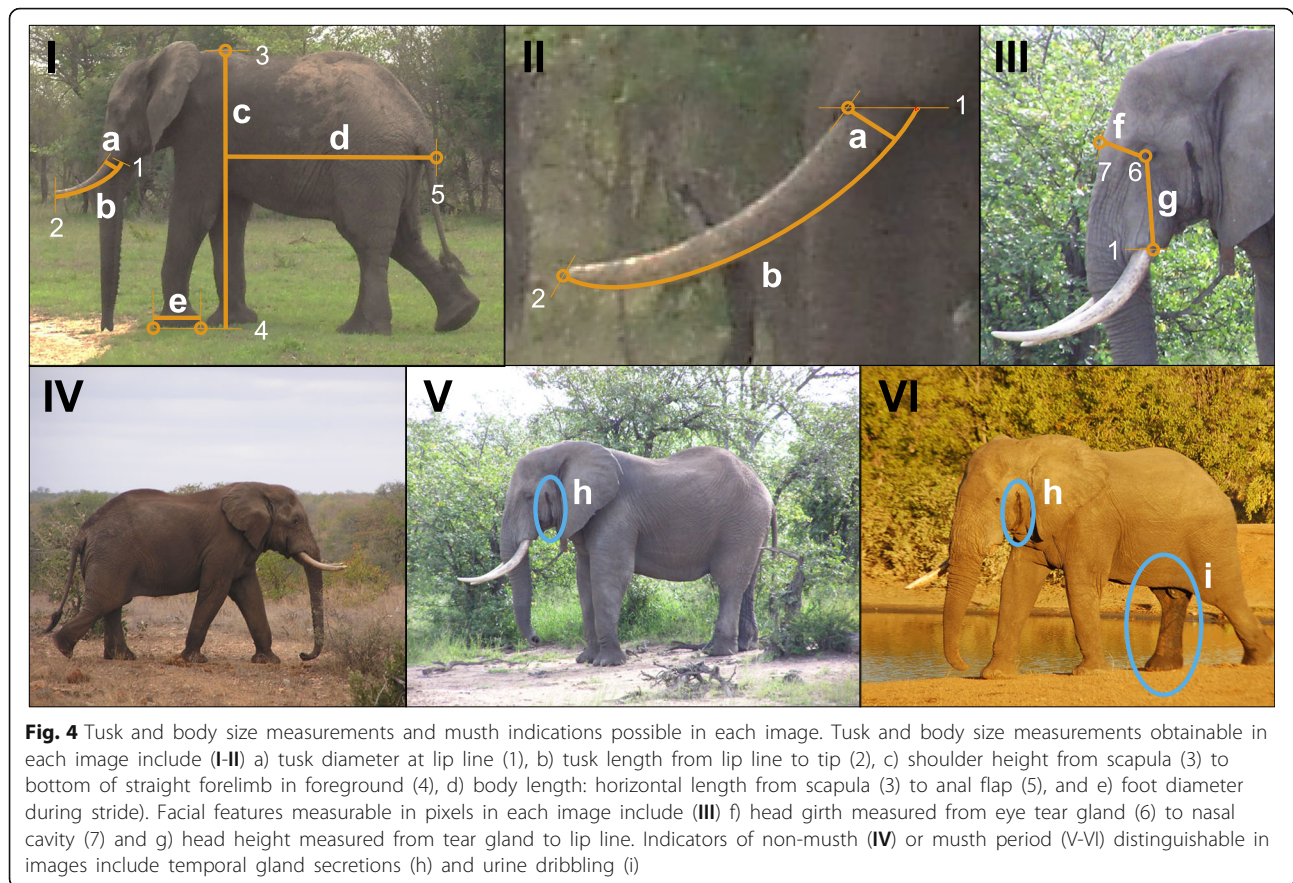 I
3
c
a
d
1
b
2
5
e
4
II
1
a
b
2
III
f
7
6
g
1
IV
V
h
VI
h
i
Fig. 4 Tusk and body size measurements and musth indications possible in each image. Tusk and body size measurements obtainable in
each image include (I-II) a) tusk diameter at lip line (1), b) tusk length from lip line to tip (2), c) shoulder height from scapula (3) to
bottom of straight forelimb in foreground (4), d) body length: horizontal length from scapula (3) to anal flap (5), and e) foot diameter
during stride). Facial features measurable in pixels in each image include (III) f) head girth measured from eye tear gland (6) to nasal
cavity (7) and g) head height measured from tear gland to lip line. Indicators of non-musth (IV) or musth period (V-VI) distinguishable in
images include temporal gland secretions (h) and urine dribbling (i)